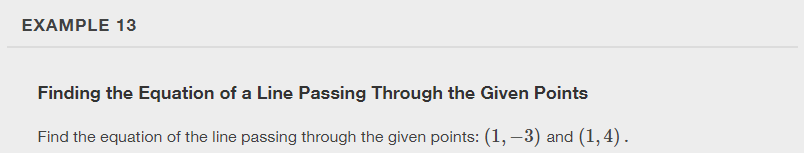 EXAMPLE 13
Finding the Equation of a Line Passing Through the Given Points
Find the equation of the line passing through the given points: (1, −3) and (1, 4) .